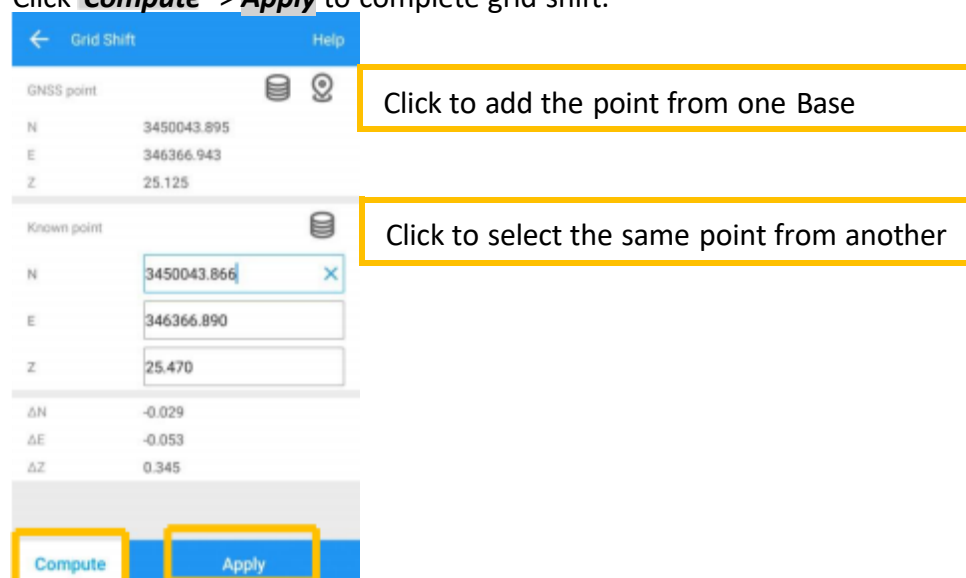 Click Compute -> Apply to complete grid shift.
Grid Shift Help
GNSS point
Click to add the point from one Base
N 3450043.895
E 346366.943
Z 25.125
Known point
Click to select the same point from another
N 3450043.866
E 346366.890
Z 25.470
ΔN -0.029
ΔE -0.053
ΔZ 0.345
Compute Apply